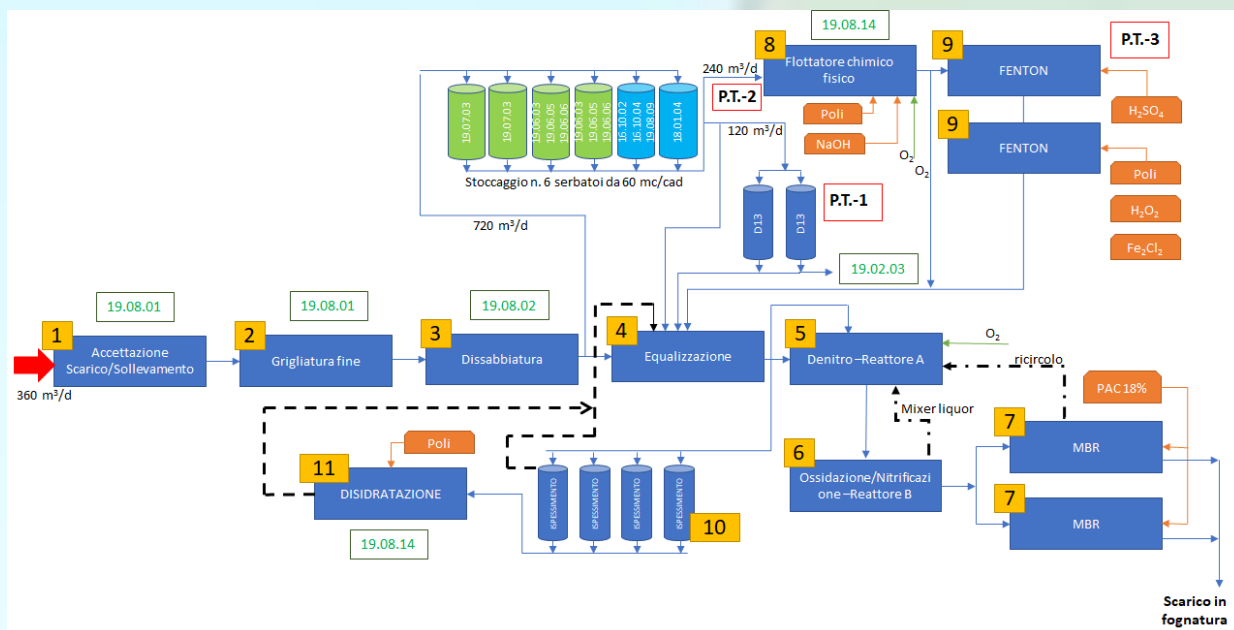 19.08.14
8
Flottatore chimico
fisico
9
FENTON
P.T.-3
240 m³/d
P.T.-2
120 m³/d
19.07.03
19.07.03
19.06.03
19.06.05
19.06.06
19.06.03
19.06.05
19.06.06
16.10.02
16.10.04
19.08.09
18.01.04
Poli
NaOH
O₂
O₂
H₂SO₄
9
FENTON
Poli
H₂O₂
Fe₂Cl₂
Stoccaggio n. 6 serbatoi da 60 mc/cad
D13
D13
P.T.-1
720 m³/d
19.02.03
19.08.01
19.08.01
19.08.02
1
Accettazione
Scarico/Sollevamento
360 m³/d
2
Grigliatura fine
3
Dissabbiatura
4
Equalizzazione
5
Denitro –Reattore A
O₂
ricircolo
PAC 18%
Mixer liquor
Poli
11
DISIDRATAZIONE
19.08.14
ISPESSIMENTO
ISPESSIMENTO
ISPESSIMENTO
ISPESSIMENTO
10
6
Ossidazione/Nitrificazi
one –Reattore B
7
MBR
7
MBR
Scarico in
fognatura